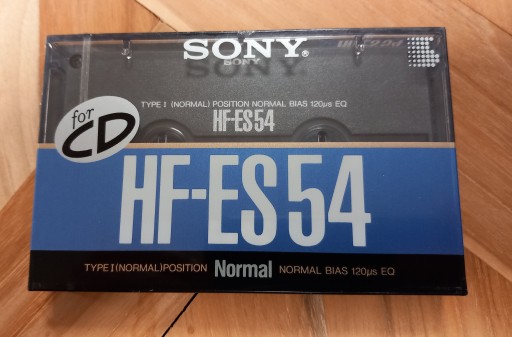 SONY®
SONY
TYPE I (NORMAL) POSITION NORMAL BIAS 120µs EQ
HF-ES54
for
CD
HF-ES54
TYPE I (NORMAL) POSITION Normal NORMAL BIAS 120µs EQ